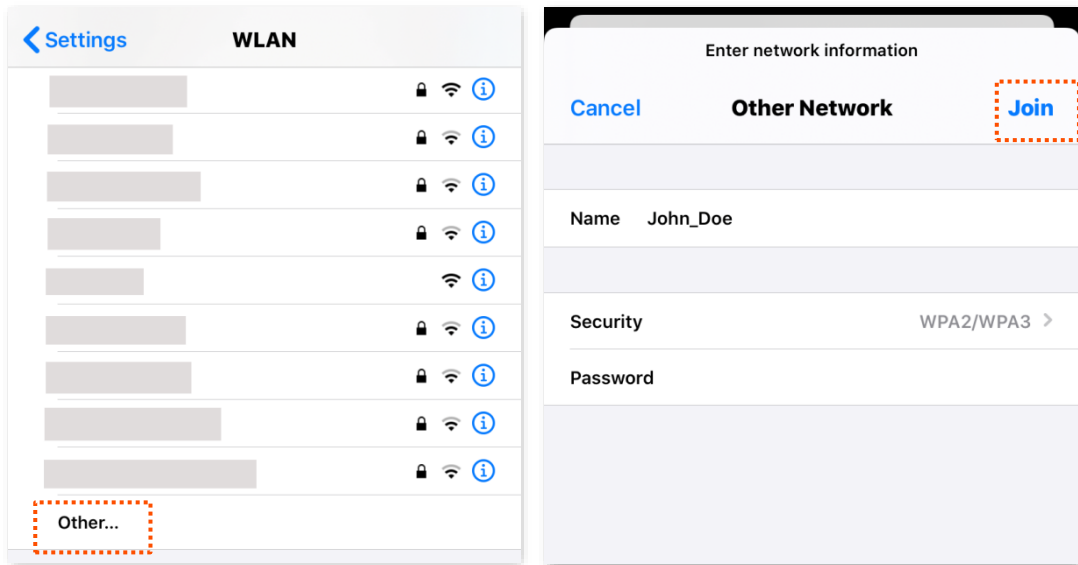 Settings
WLAN
Other...
Enter network information
Cancel
Other Network
Join
Name John_Doe
Security WPA2/WPA3
Password